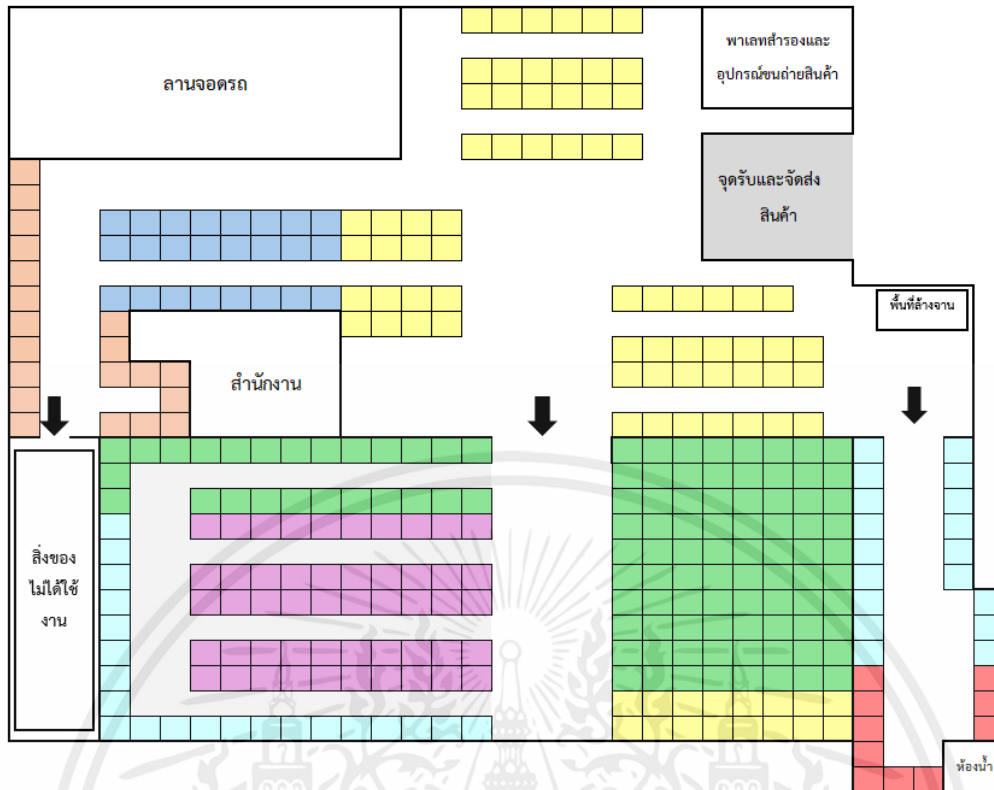 ลานจอดรถ
พาเลทสำรองและ
อุปกรณ์ขนถ่ายสินค้า
จุดรับและจัดส่ง
สินค้า
พื้นที่ล้างจาน
สำนักงาน
สิ่งของ
ไม่ได้ใช้
งาน
ห้องน้ำ